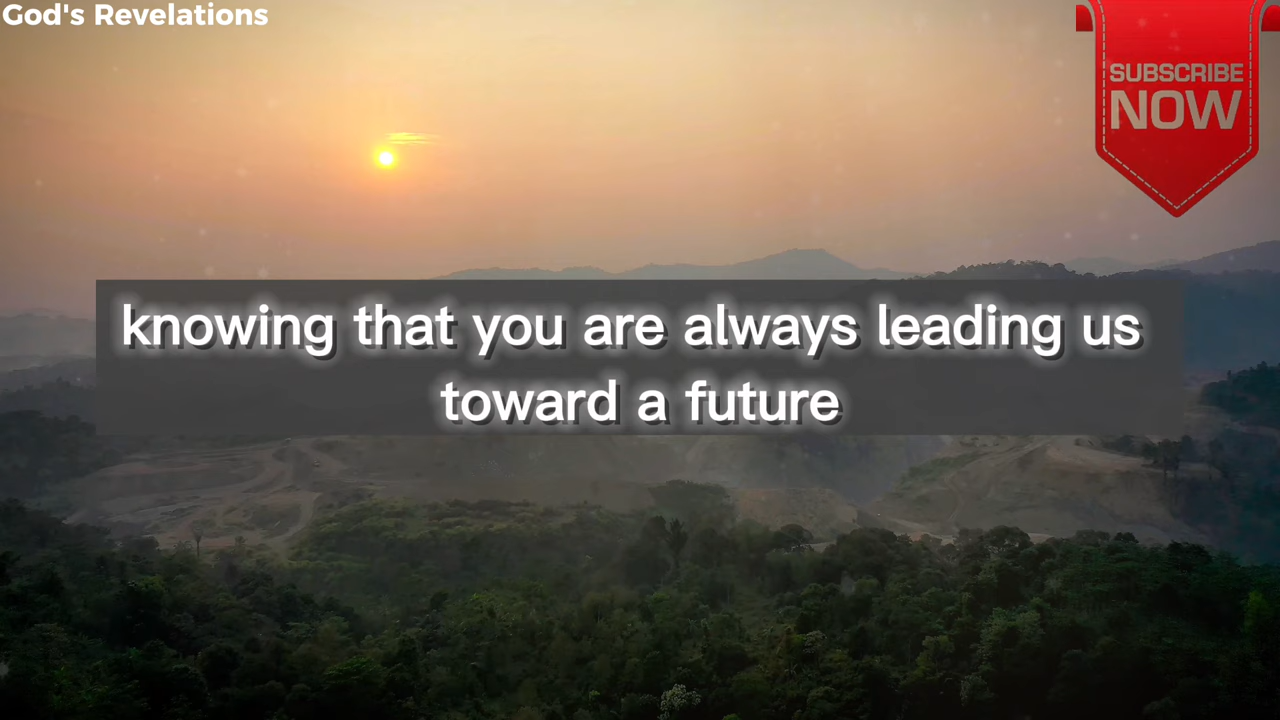 God's Revelations
SUBSCRIBE
NOW
knowing that you are always leading us
toward a future